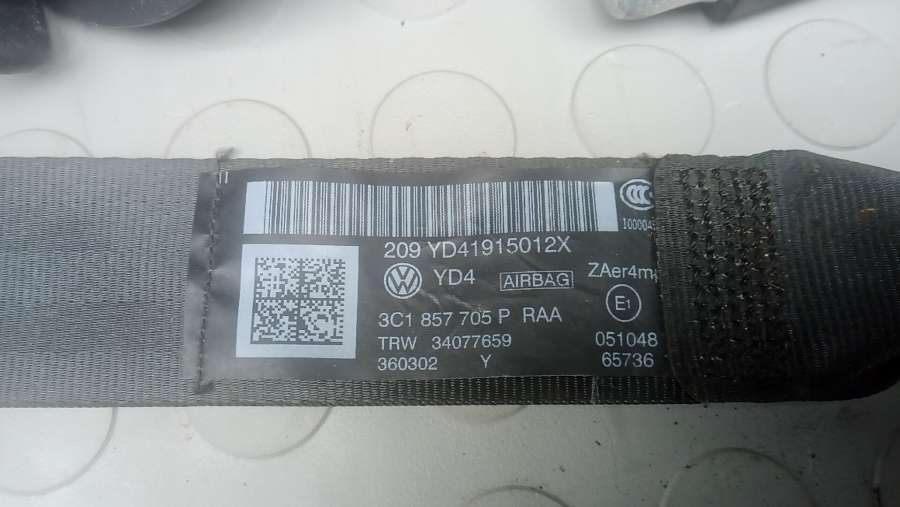 209 YD41915012X
YD4 AIRBAG ZAer4m
E1
3C1 857 705 P RAA
TRW 34077659 051048
360302 Y 65736